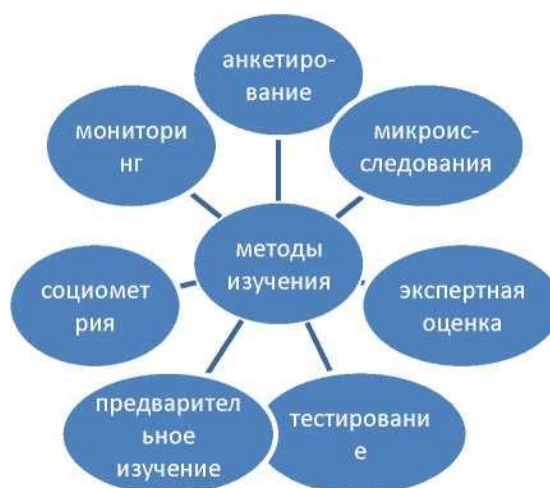 анкетиро-
вание
микроис-
следования
экспертная
оценка
тестировани
е
предварител
ьное
изучение
социомет
рия
монитори
нг
методы
изучения